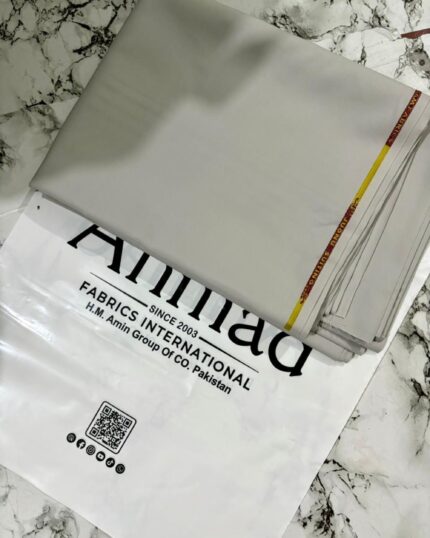 Ahmad
SINCE 2003
FABRICS INTERNATIONAL
H.M. Amin Group Of CO. Pakistan